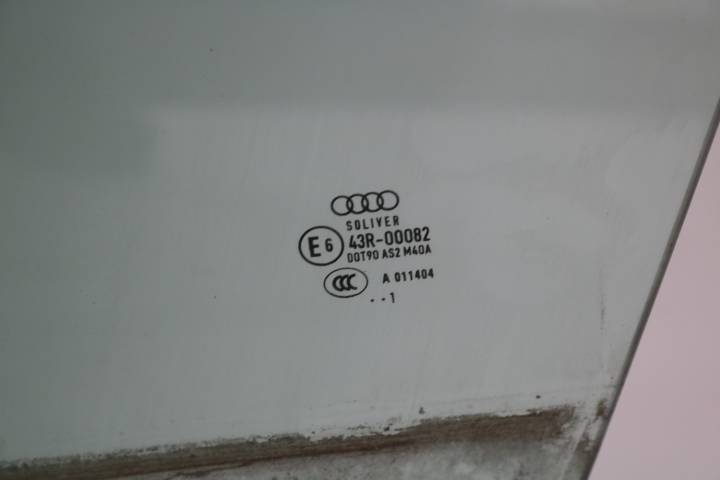 SOLIVER
E6 43R-00082
DOT90 AS2 M40A
CCC A 011404
··1